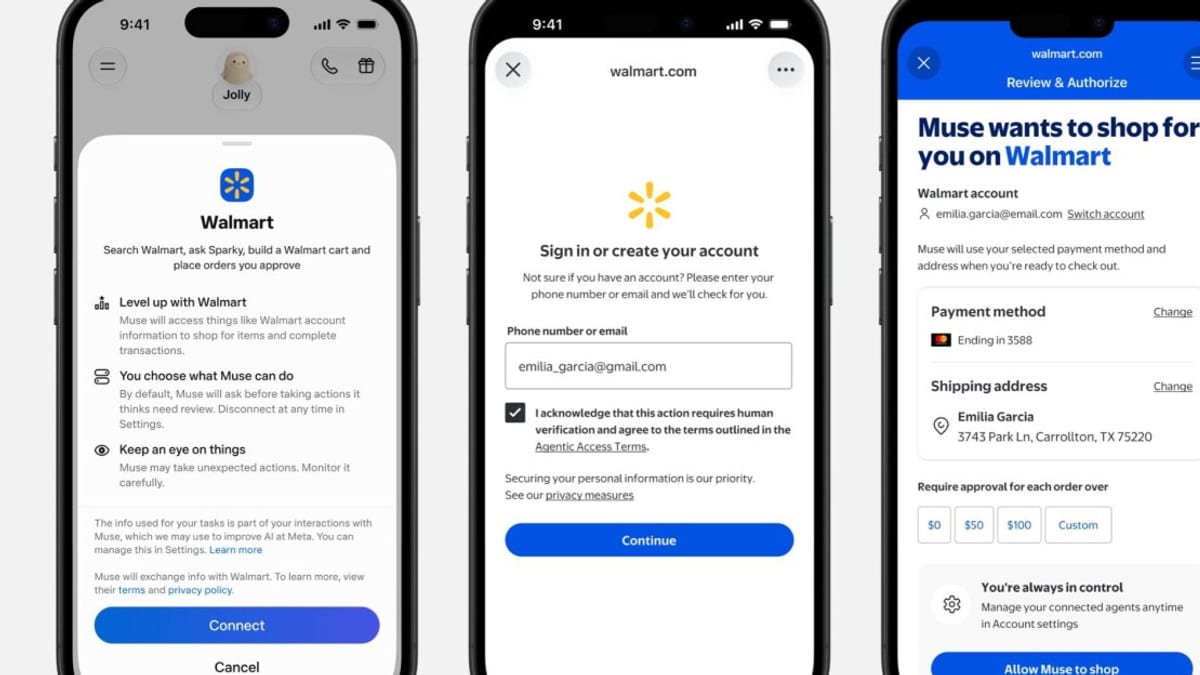 9:41
Jolly
Walmart
Search Walmart, ask Sparky, build a Walmart cart and
place orders you approve
Level up with Walmart
Muse will access things like Walmart account
information to shop for items and complete
transactions.
You choose what Muse can do
By default, Muse will ask before taking actions it
thinks need review. Disconnect at any time in
Settings.
Keep an eye on things
Muse may take unexpected actions. Monitor it
carefully.
The info used for your tasks is part of your interactions with
Muse, which we may use to improve AI at Meta. You can
manage this in Settings. Learn more
Muse will exchange info with Walmart. To learn more, view
their terms and privacy policy.
Connect
Cancel
9:41
walmart.com
Sign in or create your account
Not sure if you have an account? Please enter your
phone number or email and we'll check for you.
Phone number or email
emilia_garcia@gmail.com
I acknowledge that this action requires human
verification and agree to the terms outlined in the
Agentic Access Terms.
Securing your personal information is our priority.
See our privacy measures
Continue
walmart.com
Review & Authorize
Muse wants to shop for
you on Walmart
Walmart account
emilia.garcia@email.com Switch account
Muse will use your selected payment method and
address when you're ready to check out.
Payment method Change
Ending in 3588
Shipping address Change
Emilia Garcia
3743 Park Ln, Carrollton, TX 75220
Require approval for each order over
$0 $50 $100 Custom
You're always in control
Manage your connected agents anytime
in Account settings
Allow Muse to shop